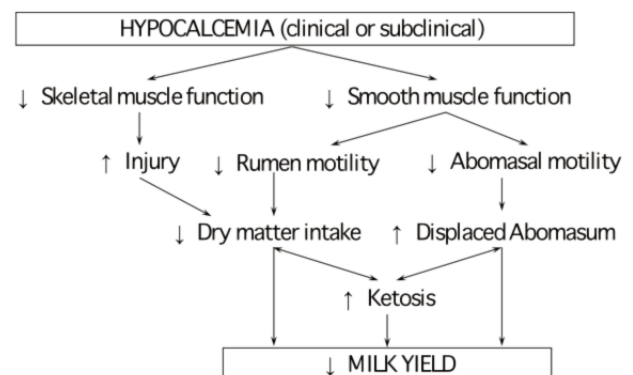 HYPOCALCEMIA (clinical or subclinical)
↓ Skeletal muscle function ↓ Smooth muscle function
↑ Injury ↓ Rumen motility ↓ Abomasal motility
↓ Dry matter intake ↑ Displaced Abomasum
↑ Ketosis
↓ MILK YIELD